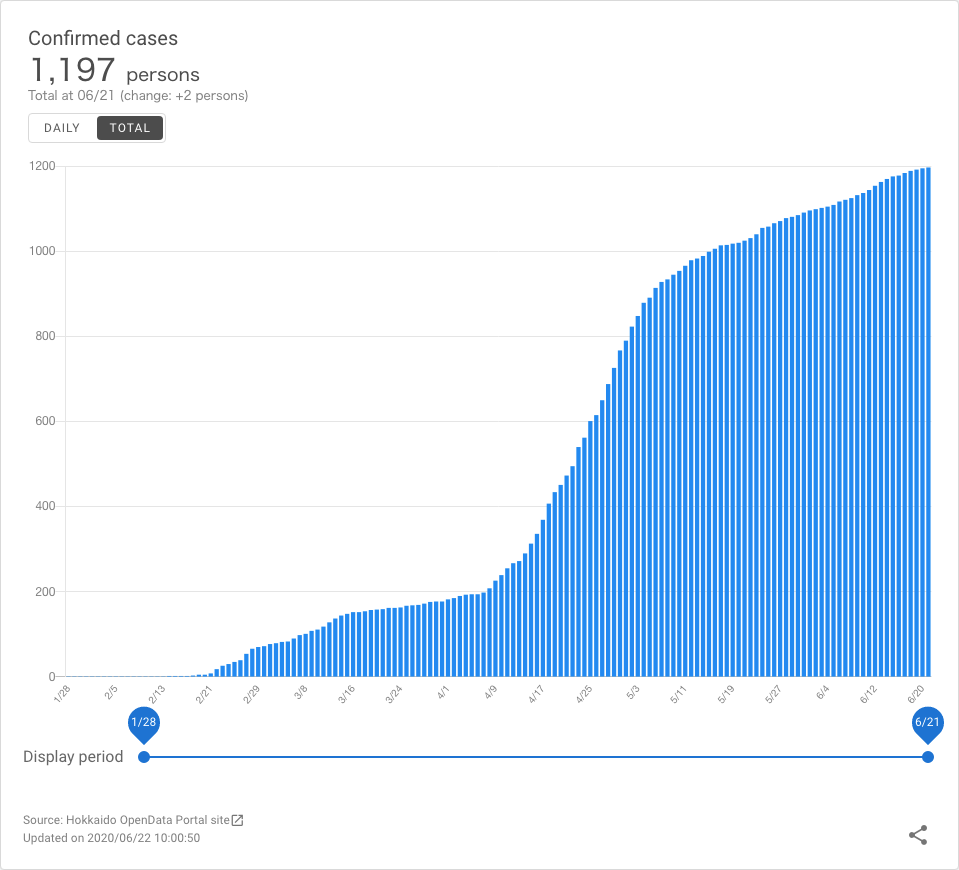 Confirmed cases
1,197 persons
Total at 06/21 (change: +2 persons)
DAILY TOTAL
1200
1000
800
600
400
200
0
1/28 2/5 2/13 2/21 2/29 3/8 3/16 3/24 4/1 4/9 4/17 4/25 5/3 5/11 5/19 5/27 6/4 6/12 6/20
1/28 6/21
Display period
Source: Hokkaido OpenData Portal site
Updated on 2020/06/22 10:00:50